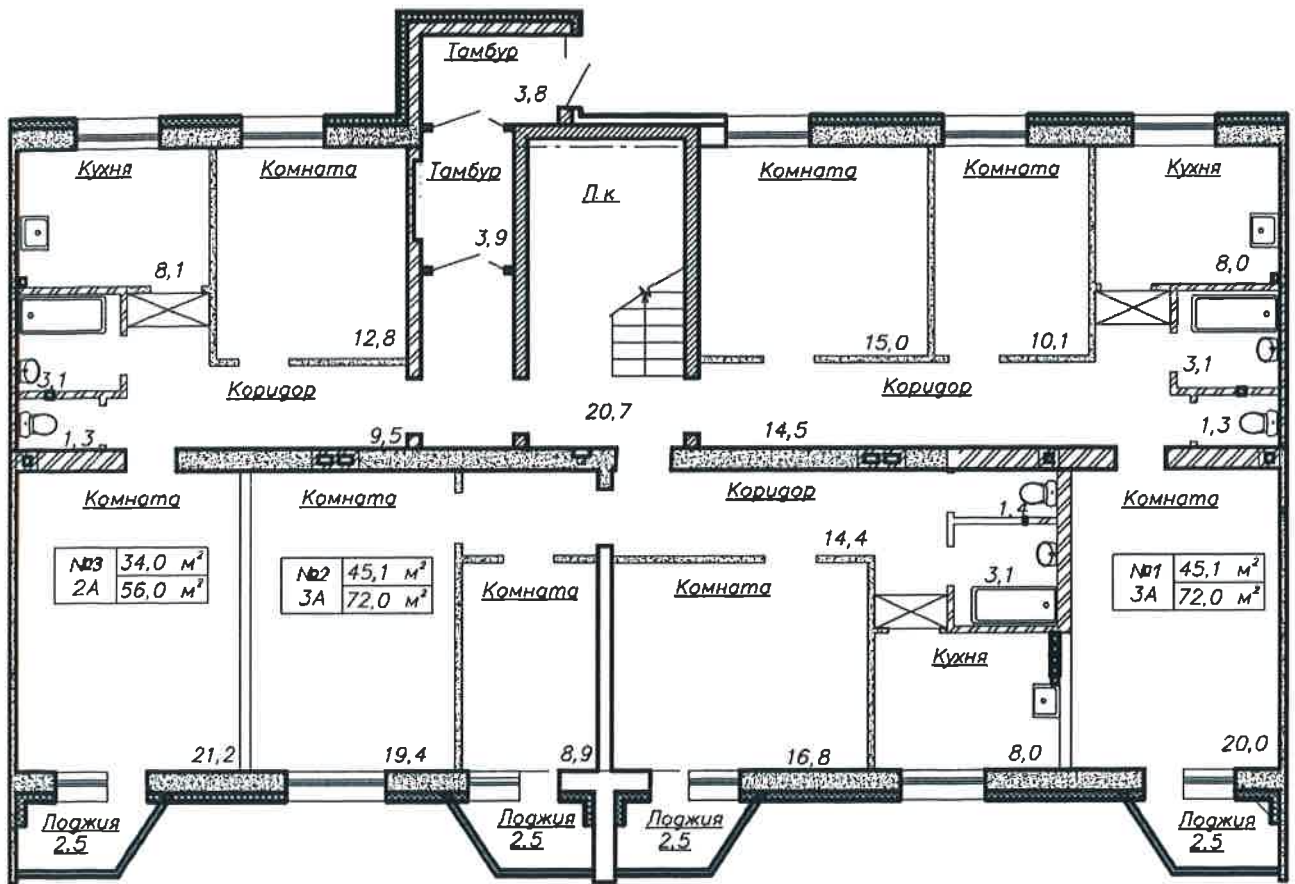 Тамбур
3,8
Кухня
Комната
Тамбур
Л.к
Комната
Комната
Кухня
3,9
8,1
8,0
12,8
15,0
10,1
3,1
Коридор
Коридор
3,1
20,7
1,3
9,5
14,5
1,3
Комната
Комната
Коридор
1,4
Комната
14,4
№3 34,0 м²
2А 56,0 м²
№2 45,1 м²
3А 72,0 м²
Комната
Комната
3,1
№1 45,1 м²
3А 72,0 м²
Кухня
21,2
19,4
8,9
16,8
8,0
20,0
Лоджия
2.5
Лоджия
2.5
Лоджия
2,5
Лоджия
2.5